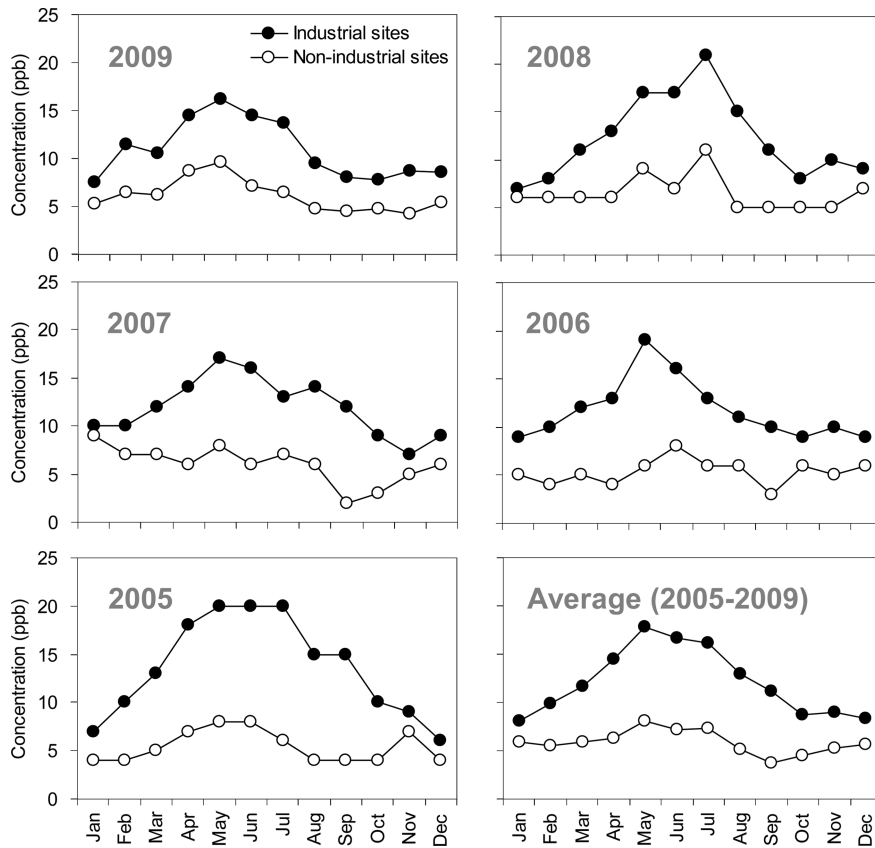 Industrial sites
Non-industrial sites
2009
2008
Concentration (ppb)
25
20
15
10
5
0
2007
2006
Concentration (ppb)
25
20
15
10
5
0
2005
Average (2005-2009)
Concentration (ppb)
25
20
15
10
5
0
Jan
Feb
Mar
Apr
May
Jun
Jul
Aug
Sep
Oct
Nov
Dec
Jan
Feb
Mar
Apr
May
Jun
Jul
Aug
Sep
Oct
Nov
Dec